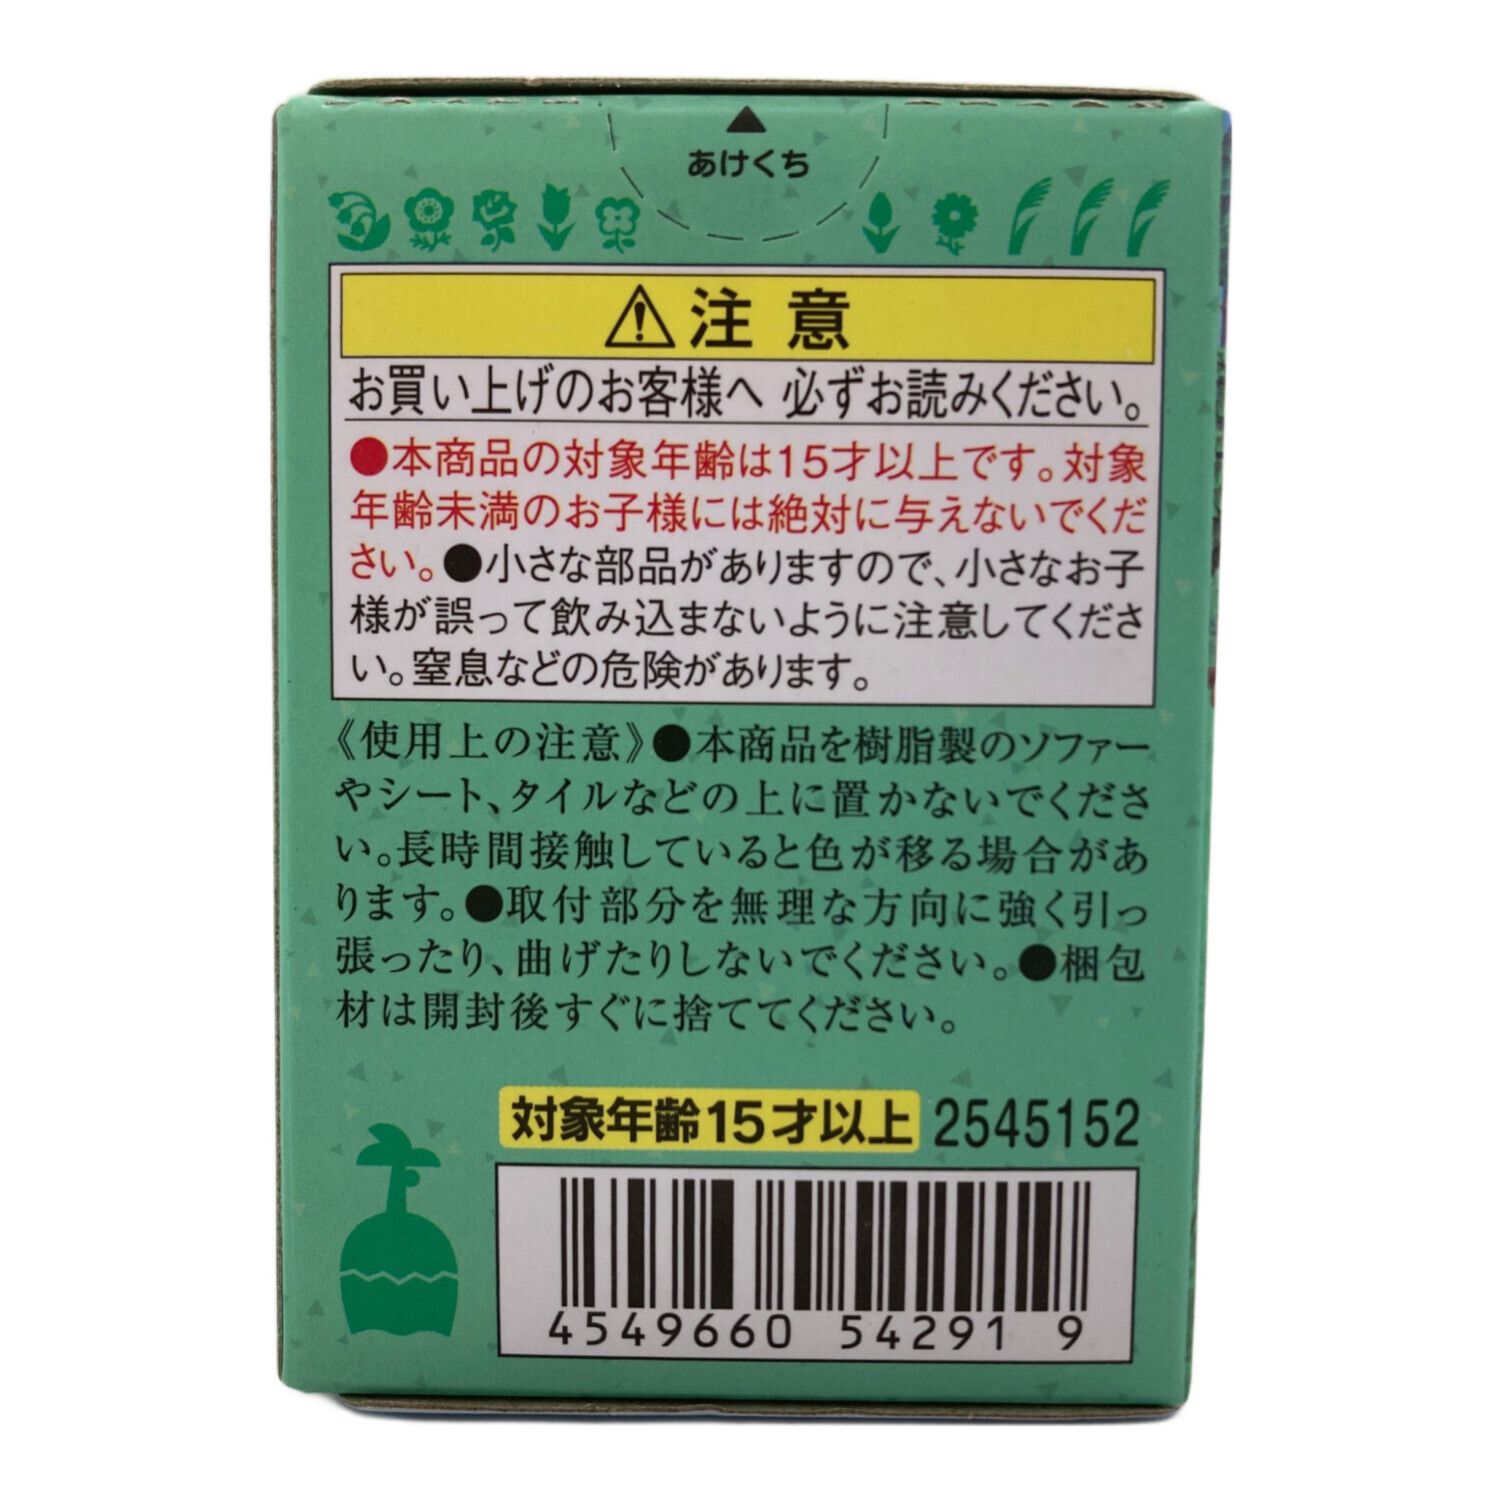 あけくち
⚠注意
お買い上げのお客様へ 必ずお読みください。
●本商品の対象年齢は15才以上です。対象
年齢未満のお子様には絶対に与えないでくだ
さい。●小さな部品がありますので、小さなお子
様が誤って飲み込まないように注意してくださ
い。窒息などの危険があります。
《使用上の注意》●本商品を樹脂製のソファー
やシート、タイルなどの上に置かないでくださ
い。長時間接触していると色が移る場合があ
ります。●取付部分を無理な方向に強く引っ
張ったり、曲げたりしないでください。●梱包
材は開封後すぐに捨ててください。
対象年齢15才以上 2545152
4549660 54291 9